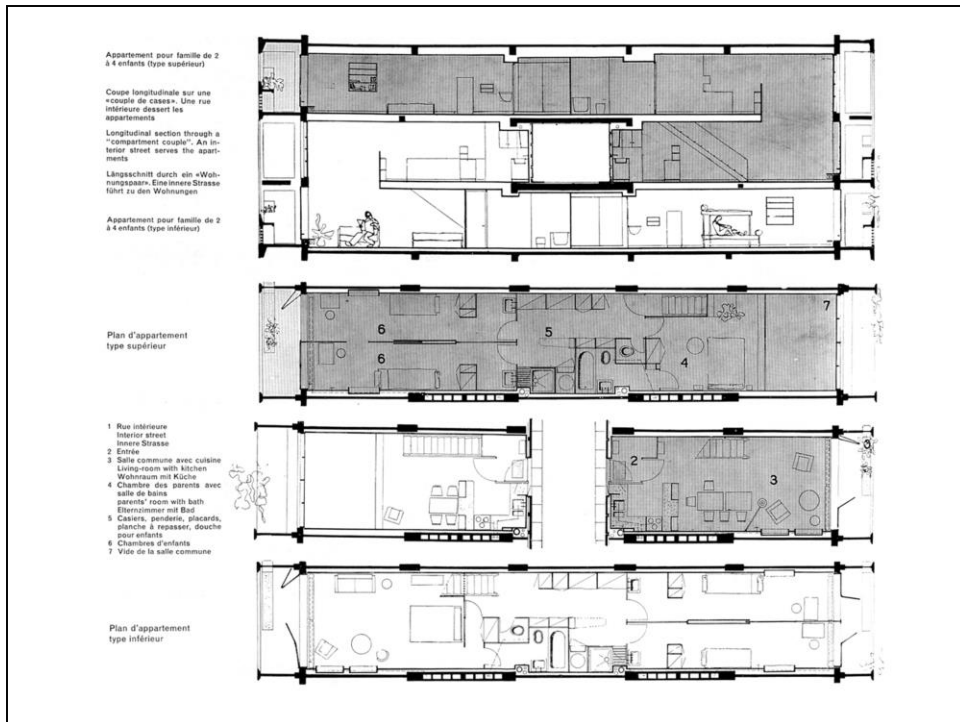 Appartement pour famille de 2
à 4 enfants (type supérieur)
Coupe longitudinale sur une
«couple de cases». Une rue
intérieure dessert les
appartements
Longitudinal section through a
"compartment couple". An in-
terior street serves the apart-
ments
Längsschnitt durch ein «Woh-
nungspaar». Eine innere Strasse
führt zu den Wohnungen
Appartement pour famille de 2
à 4 enfants (type inférieur)
Plan d'appartement
type supérieur
6
6
5
4
7
1 Rue intérieure
Interior street
Innere Strasse
2 Entrée
3 Salle commune avec cuisine
Living-room with kitchen
Wohnraum mit Küche
4 Chambre des parents avec
salle de bains
parents' room with bath
Elternzimmer mit Bad
5 Casiers, penderie, placards,
planche à repasser, douche
pour enfants
6 Chambres d'enfants
7 Vide de la salle commune
2
3
Plan d'appartement
type inférieur